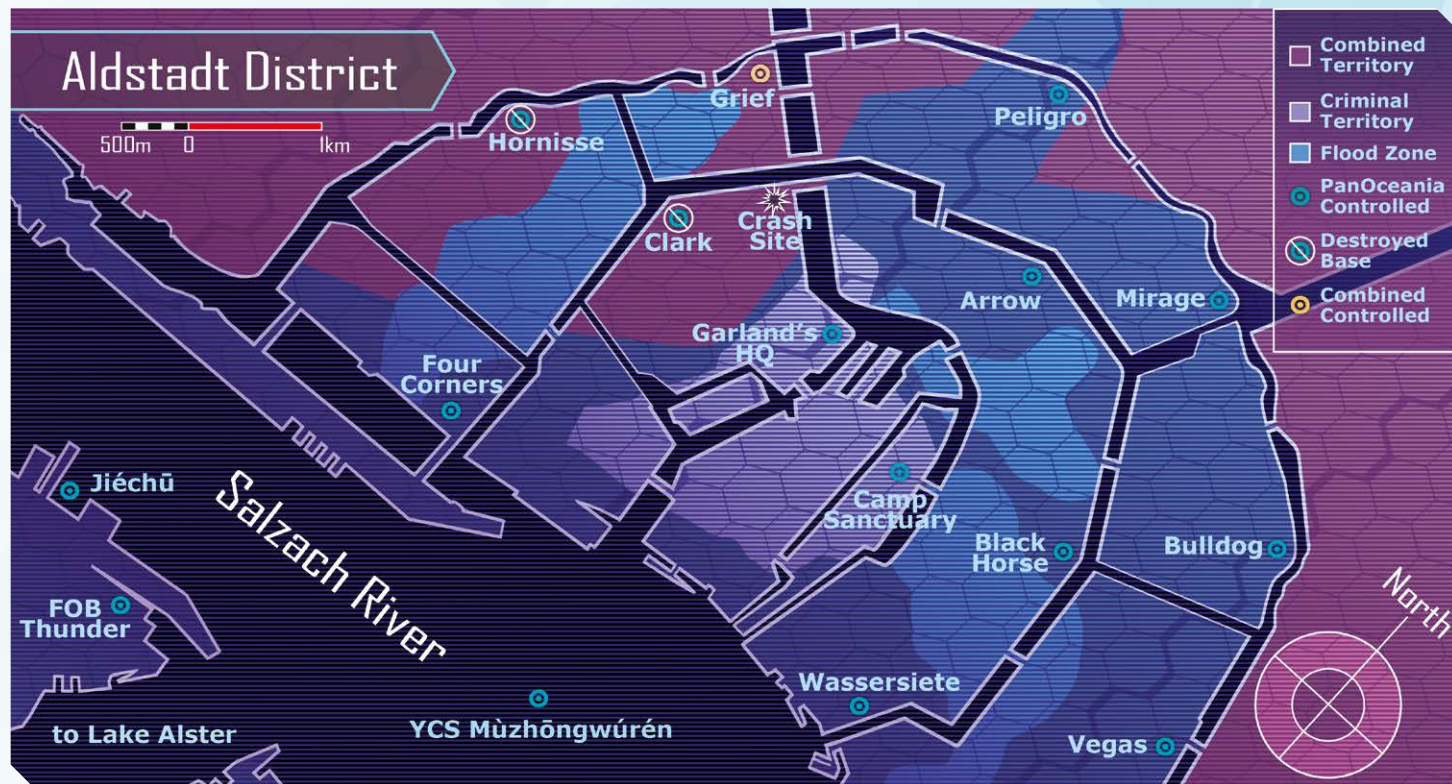 Aldstadt District
500m 0 1km
Combined
Territory
Criminal
Territory
Flood Zone
PanOceania
Controlled
Destroyed
Base
Combined
Controlled
Grief
Peligro
Hornisse
Clark
Crash
Site
Arrow
Mirage
Garland's
HQ
Four
Corners
Jiéchū
Salzach River
Camp
Sanctuary
Black
Horse
Bulldog
North
FOB
Thunder
Wassersiete
YCS Mùzhōngwúrén
to Lake Alster
Vegas